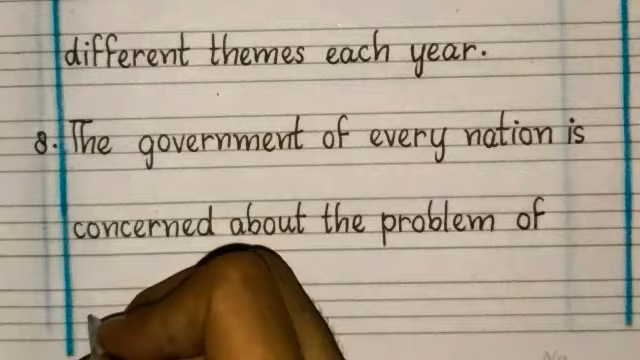 different themes each year.
8. The government of every nation is
concerned about the problem of